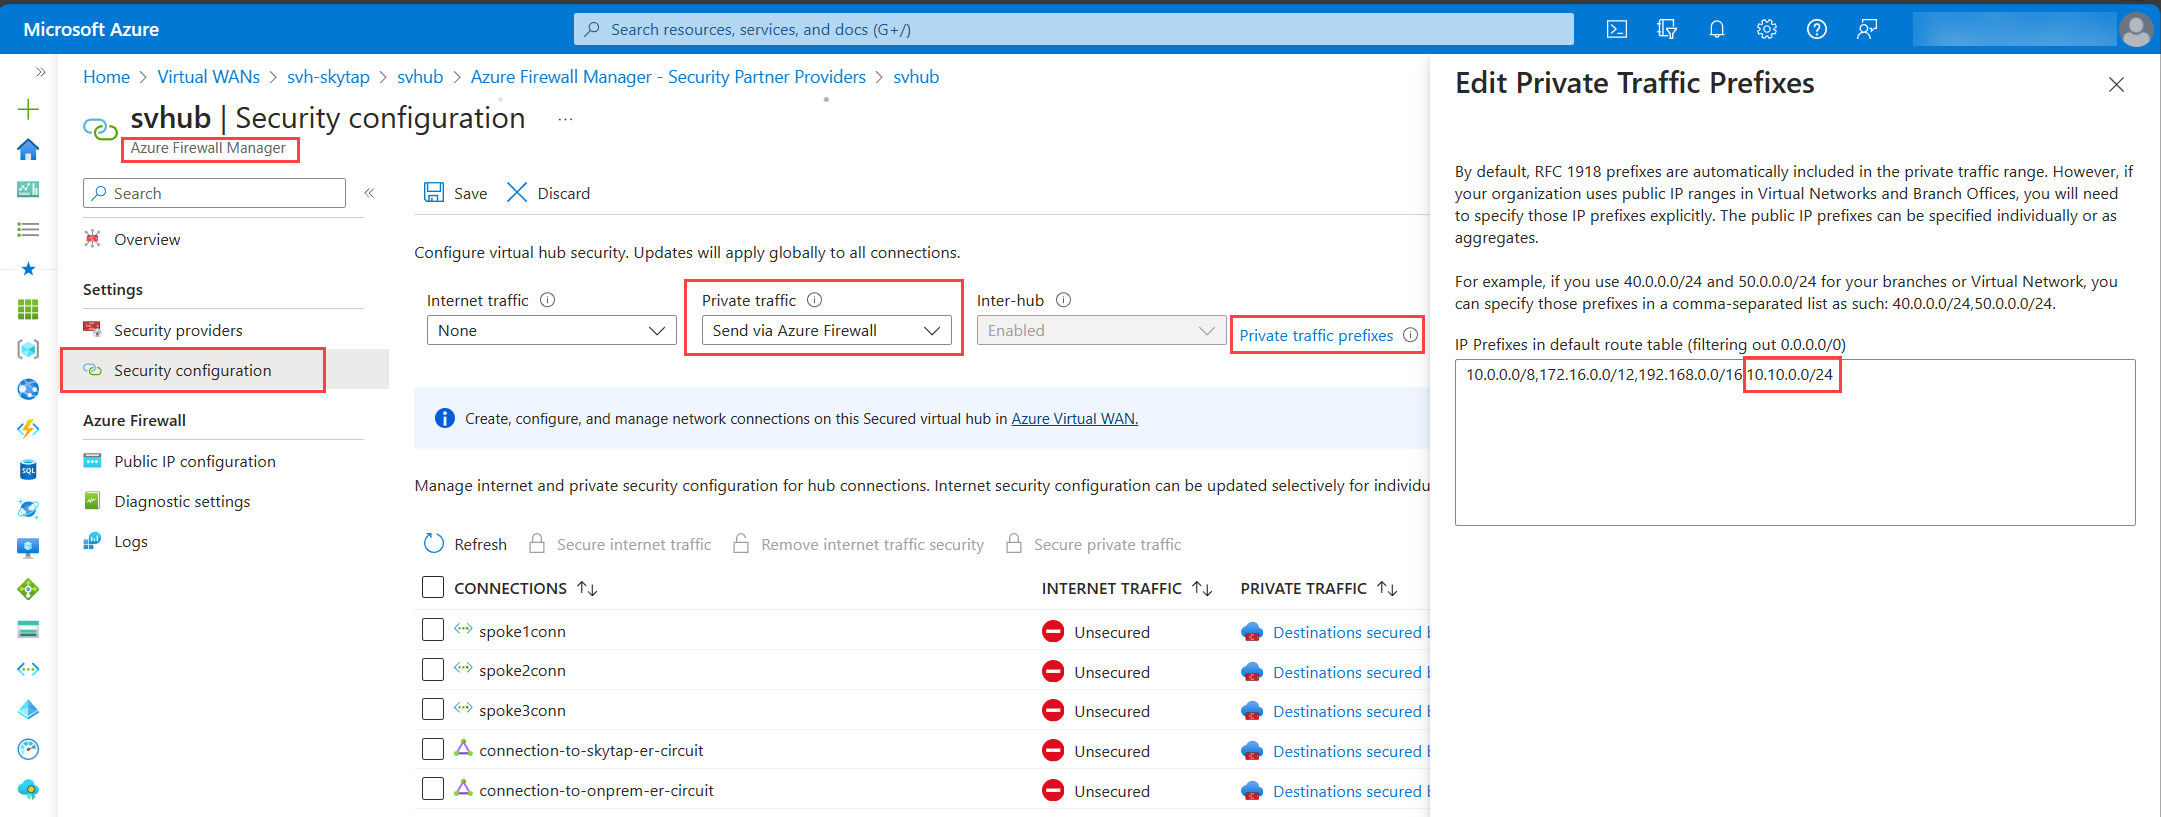 Microsoft Azure
Search resources, services, and docs (G+/)
Home > Virtual WANs > svh-skytap > svhub > Azure Firewall Manager - Security Partner Providers > svhub
svhub | Security configuration ...
Azure Firewall Manager
Search
Overview
Settings
Security providers
Security configuration
Azure Firewall
Public IP configuration
Diagnostic settings
Logs
Save
Discard
Configure virtual hub security. Updates will apply globally to all connections.
Internet traffic
None
Private traffic
Send via Azure Firewall
Inter-hub
Enabled
Private traffic prefixes
Create, configure, and manage network connections on this Secured virtual hub in Azure Virtual WAN.
Manage internet and private security configuration for hub connections. Internet security configuration can be updated selectively for individu
Refresh
Secure internet traffic
Remove internet traffic security
Secure private traffic
CONNECTIONS INTERNET TRAFFIC PRIVATE TRAFFIC
spoke1conn Unsecured Destinations secured b
spoke2conn Unsecured Destinations secured b
spoke3conn Unsecured Destinations secured b
connection-to-skytap-er-circuit Unsecured Destinations secured b
connection-to-onprem-er-circuit Unsecured Destinations secured b
Edit Private Traffic Prefixes
By default, RFC 1918 prefixes are automatically included in the private traffic range. However, if
your organization uses public IP ranges in Virtual Networks and Branch Offices, you will need
to specify those IP prefixes explicitly. The public IP prefixes can be specified individually or as
aggregates.
For example, if you use 40.0.0.0/24 and 50.0.0.0/24 for your branches or Virtual Network, you
can specify those prefixes in a comma-separated list as such: 40.0.0.0/24,50.0.0.0/24.
IP Prefixes in default route table (filtering out 0.0.0.0/0)
10.0.0.0/8,172.16.0.0/12,192.168.0.0/16 10.10.0.0/24